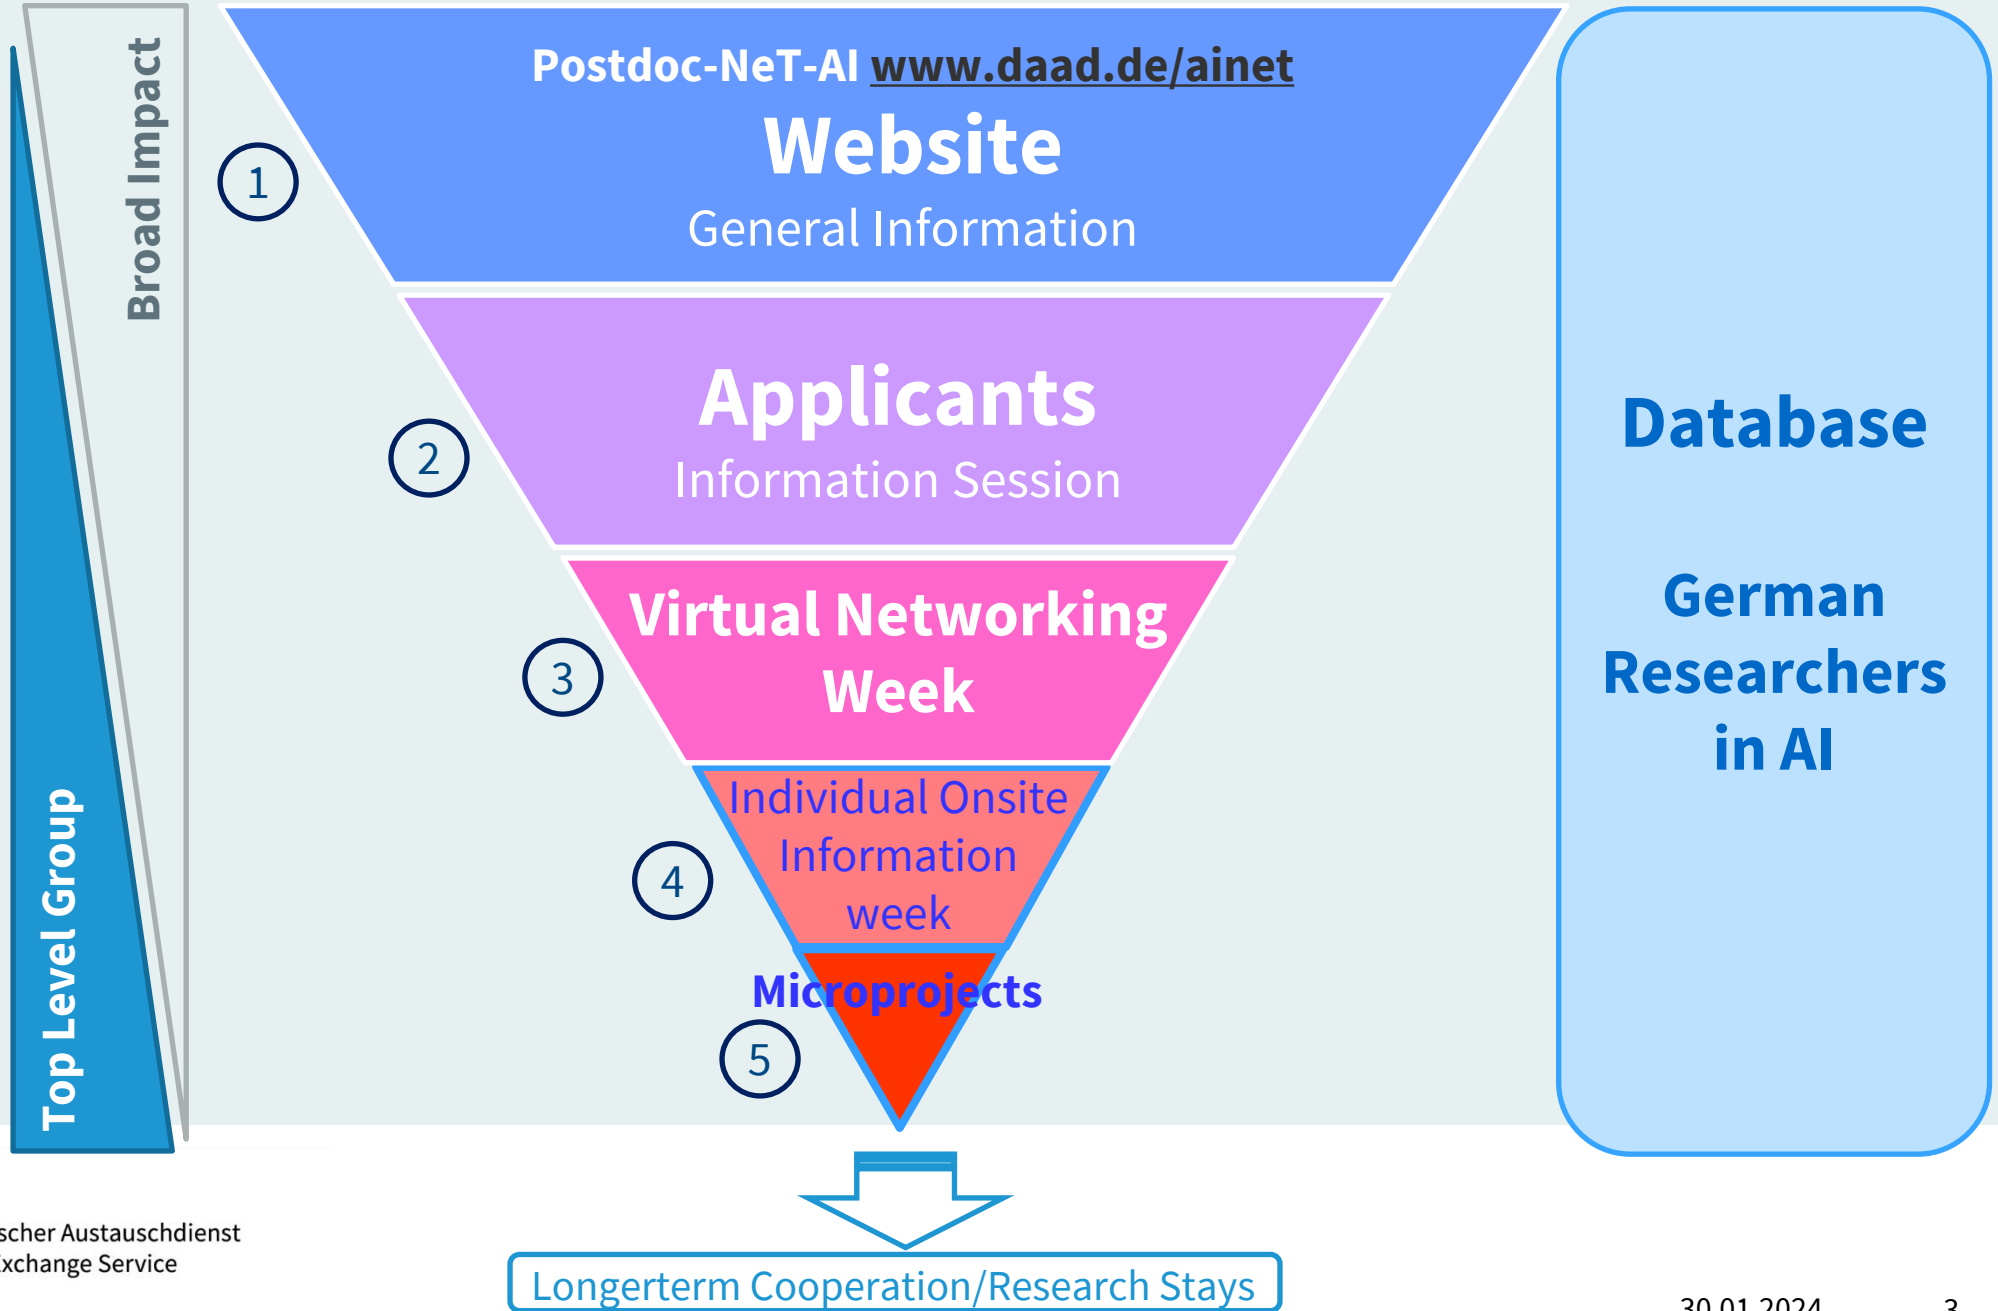 Broad Impact
Top Level Group
Postdoc-NeT-AI www.daad.de/ainet
Website
General Information
1
Applicants
Information Session
2
Virtual Networking
Week
3
Individual Onsite
Information
week
4
Microprojects
5
Longerterm Cooperation/Research Stays
Database
German
Researchers
in AI
scher Austauschdienst
Exchange Service
30.01.2024
3